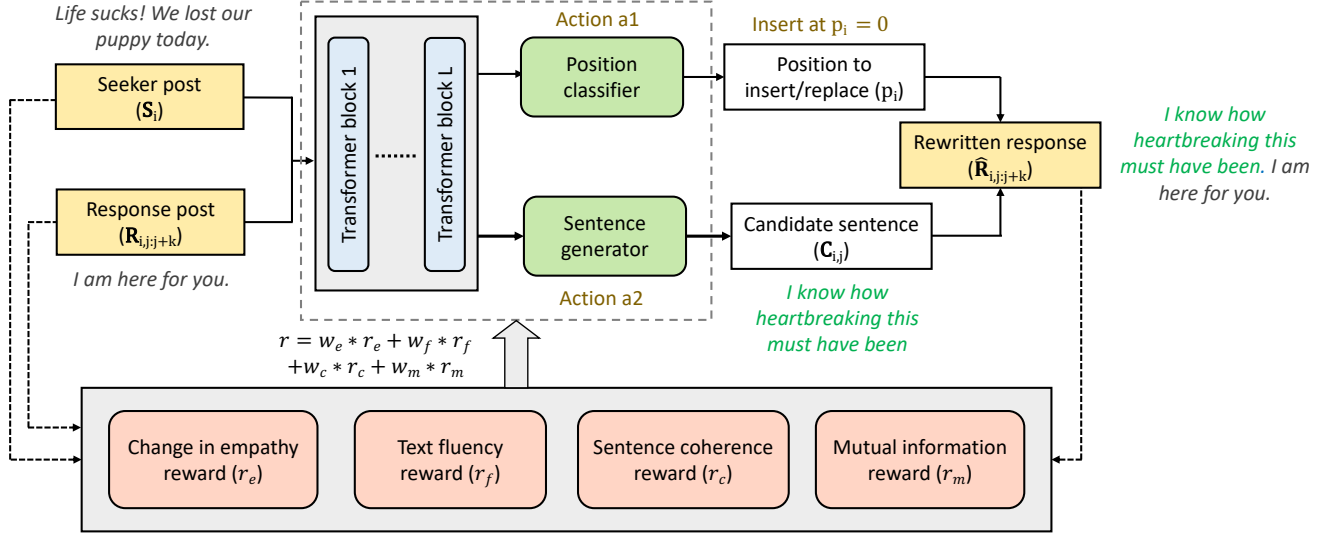 Life sucks! We lost our
puppy today.
Seeker post
(S_i)
Response post
(R_{i,j:j+k})
I am here for you.
Transformer block 1
........
Transformer block L
Action a1
Position
classifier
Sentence
generator
Action a2
Insert at p_i = 0
Position to
insert/replace (p_i)
Candidate sentence
(C_{i,j})
I know how
heartbreaking this
must have been
Rewritten response
(R̂_{i,j:j+k})
I know how
heartbreaking this
must have been. I am
here for you.
r = w_e * r_e + w_f * r_f
+w_c * r_c + w_m * r_m
Change in empathy
reward (r_e)
Text fluency
reward (r_f)
Sentence coherence
reward (r_c)
Mutual information
reward (r_m)